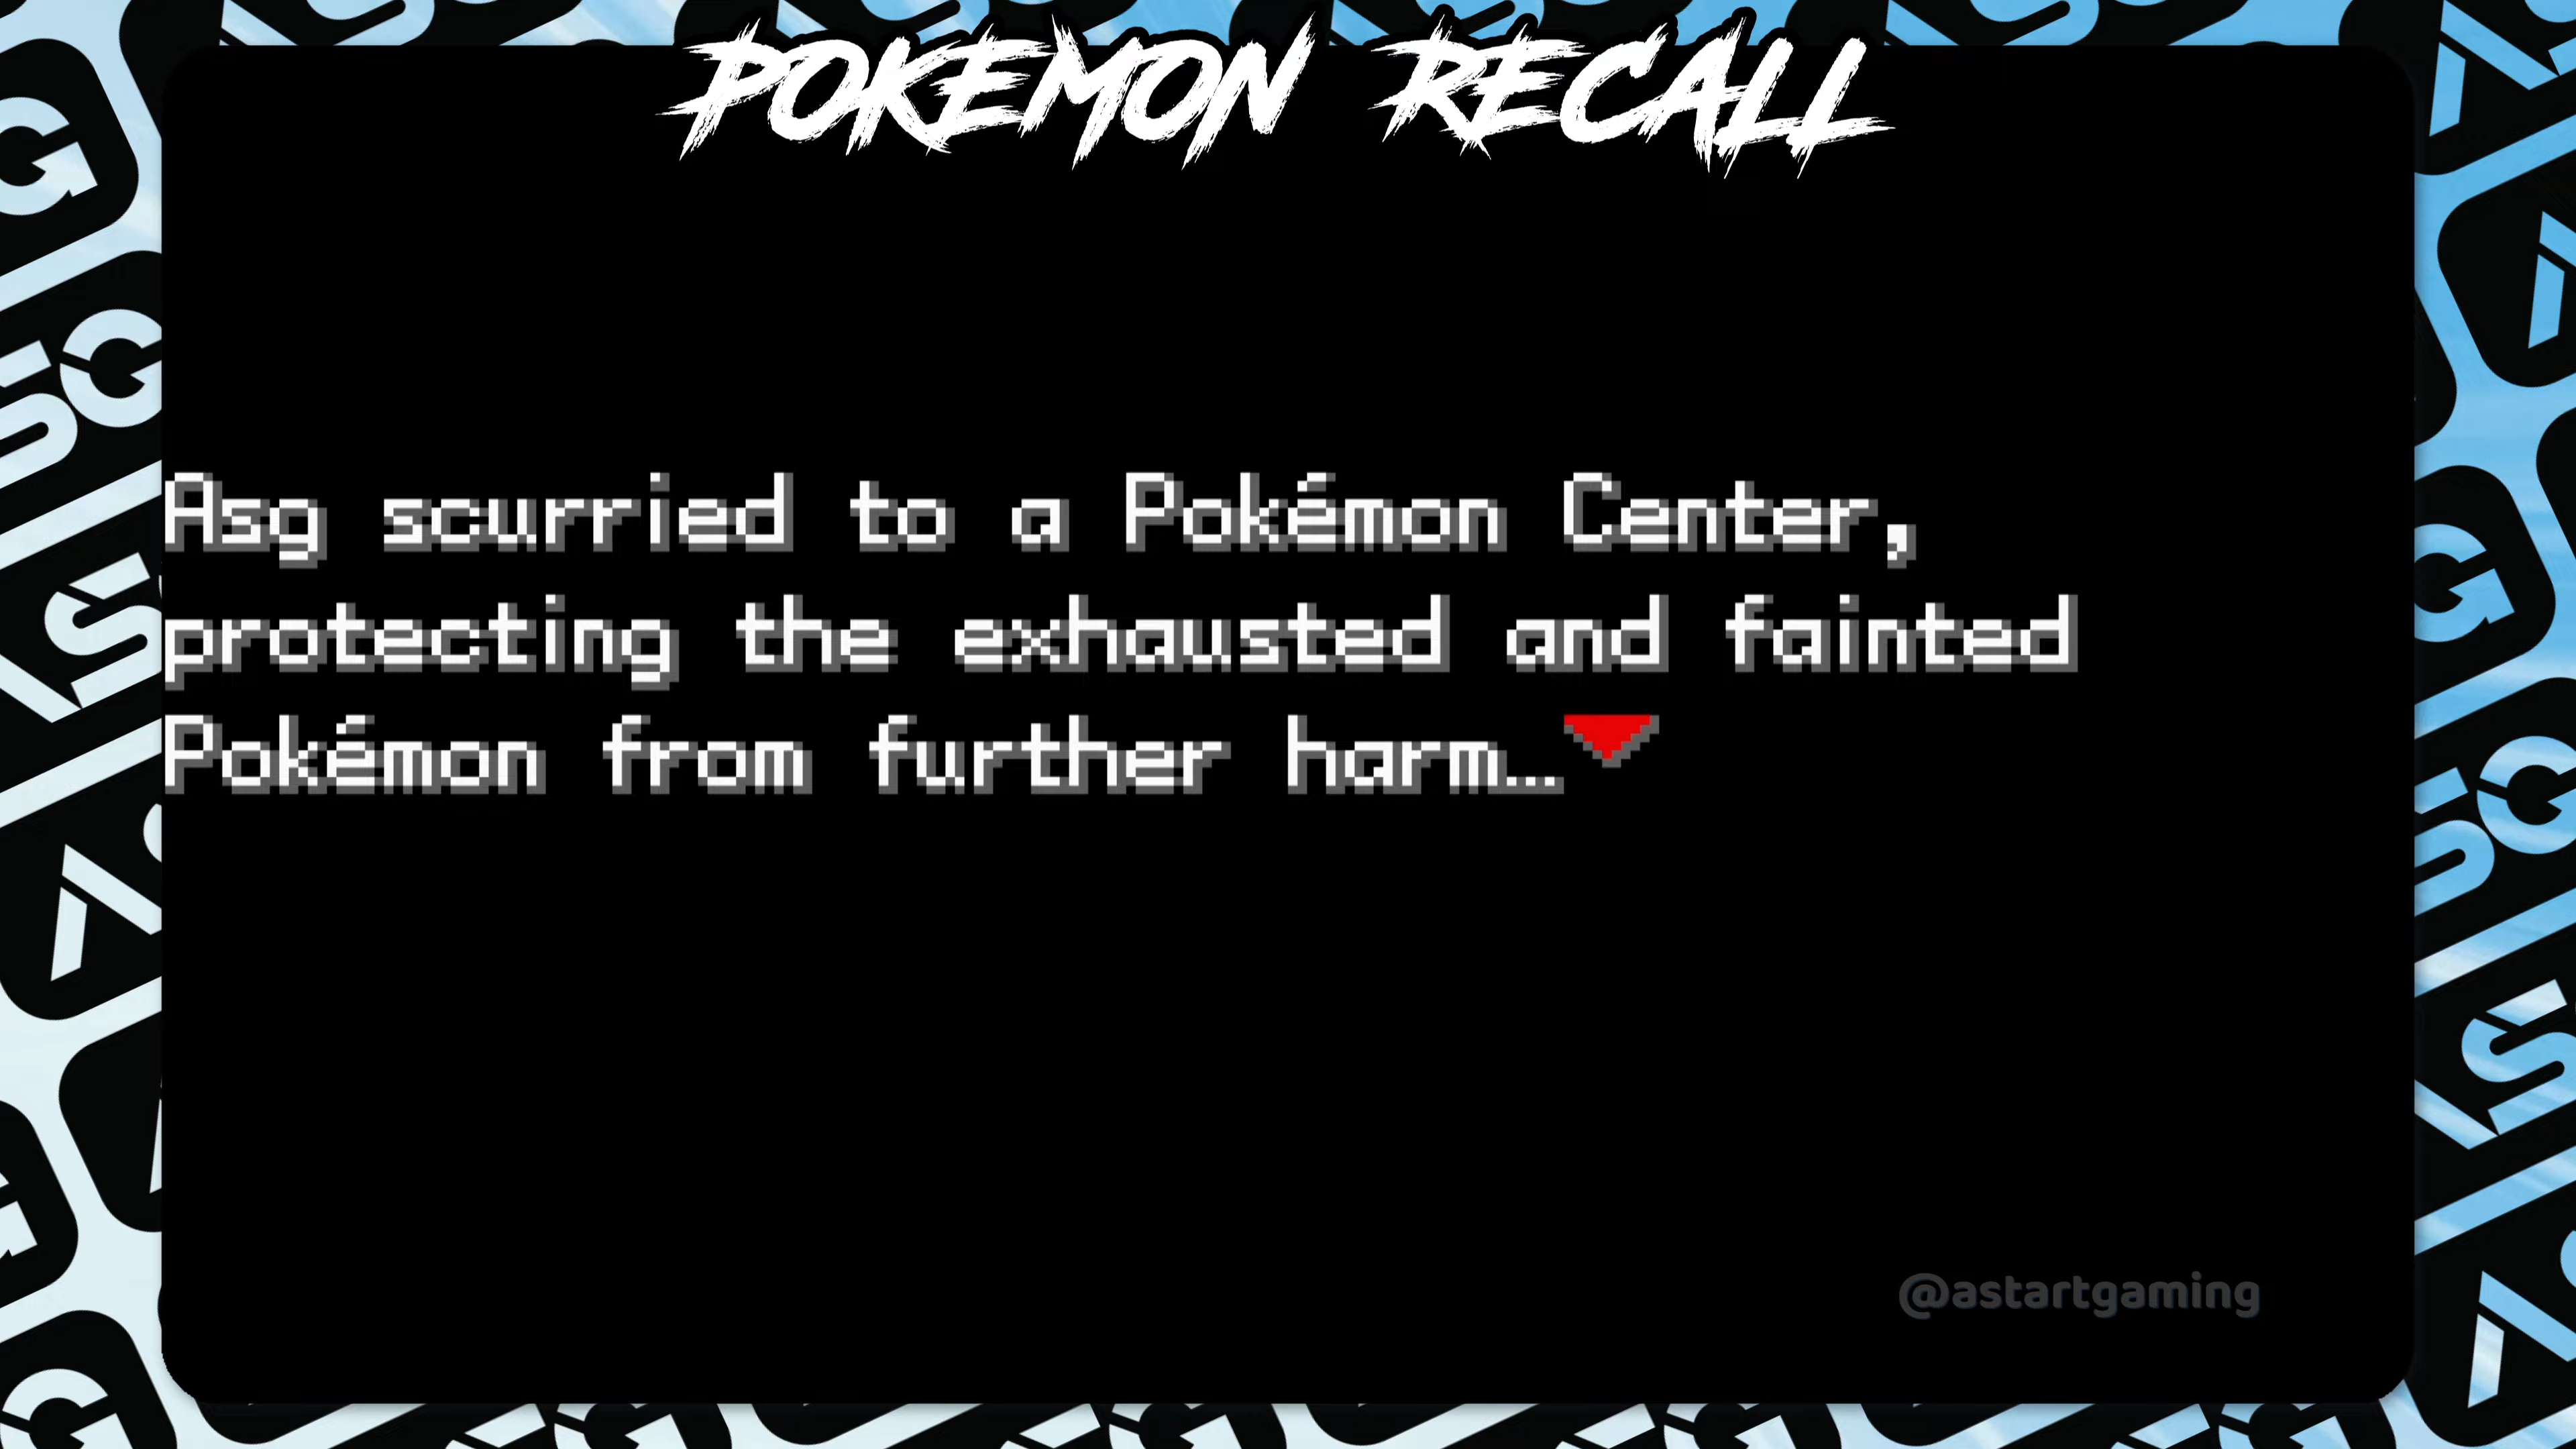 POKEMON RECALL
Asg scurried to a Pokémon Center,
protecting the exhausted and fainted
Pokémon from further harm…
@astartgaming